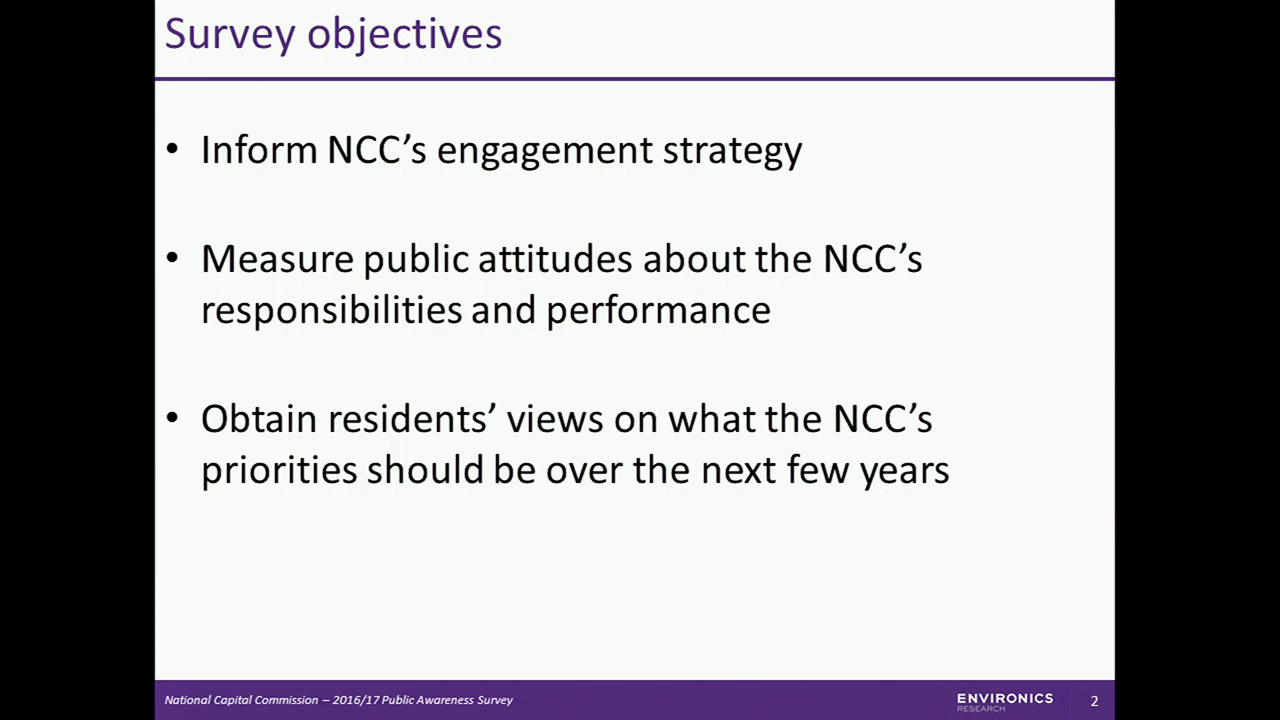 Survey objectives
• Inform NCC’s engagement strategy
• Measure public attitudes about the NCC’s
responsibilities and performance
• Obtain residents’ views on what the NCC’s
priorities should be over the next few years
National Capital Commission – 2016/17 Public Awareness Survey
ENVIRONICS
RESEARCH
2